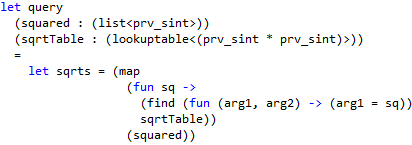 let query
(squared : (list<prv_sint>))
(sqrtTable : (lookuptable<(prv_sint * prv_sint)>))
=
let sqrts = (map
(fun sq ->
(find (fun (arg1, arg2) -> (arg1 = sq))
sqrtTable))
(squared))